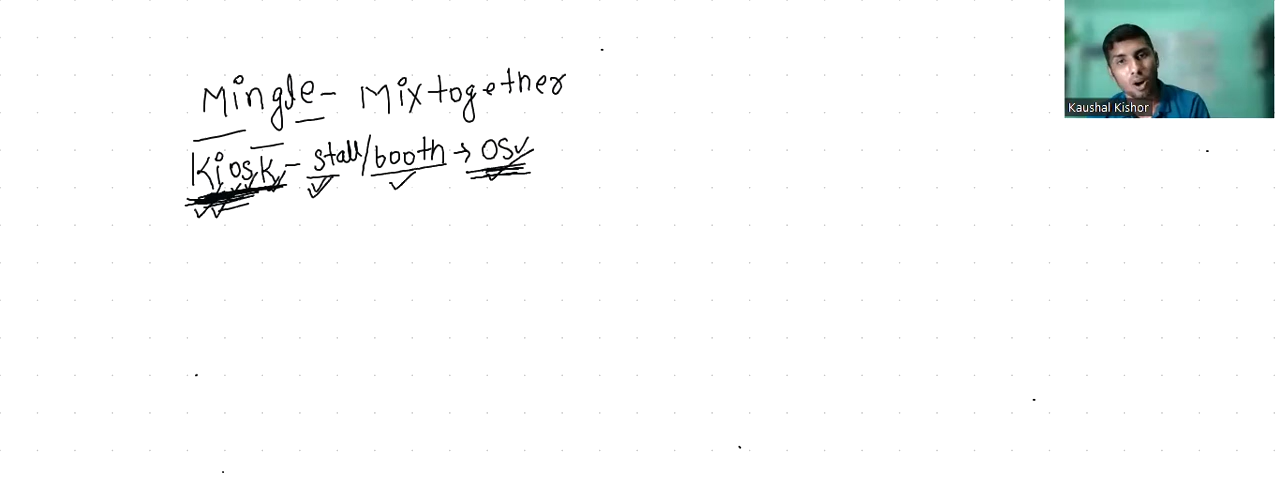 Mingle - Mix together
Kiosk - stall/booth → OS
Kaushal Kishor